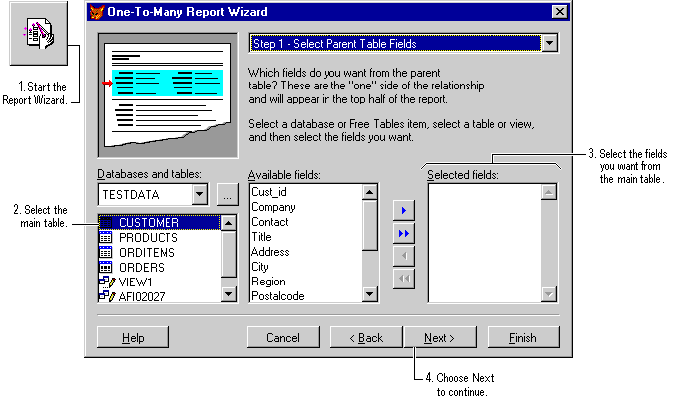 One-To-Many Report Wizard
Step 1 - Select Parent Table Fields
1. Start the
Report Wizard.
Which fields do you want from the parent
table? These are the "one" side of the relationship
and will appear in the top half of the report.
Select a database or Free Tables item, select a table or view,
and then select the fields you want.
3. Select the fields
you want from
the main table.
Databases and tables:
Available fields:
Selected fields:
TESTDATA
...
2. Select the
main table.
CUSTOMER
PRODUCTS
ORDITEMS
ORDERS
VIEW1
AFI02027
Cust_id
Company
Contact
Title
Address
City
Region
Postalcode
Help
Cancel
< Back
Next >
Finish
4. Choose Next
to continue.